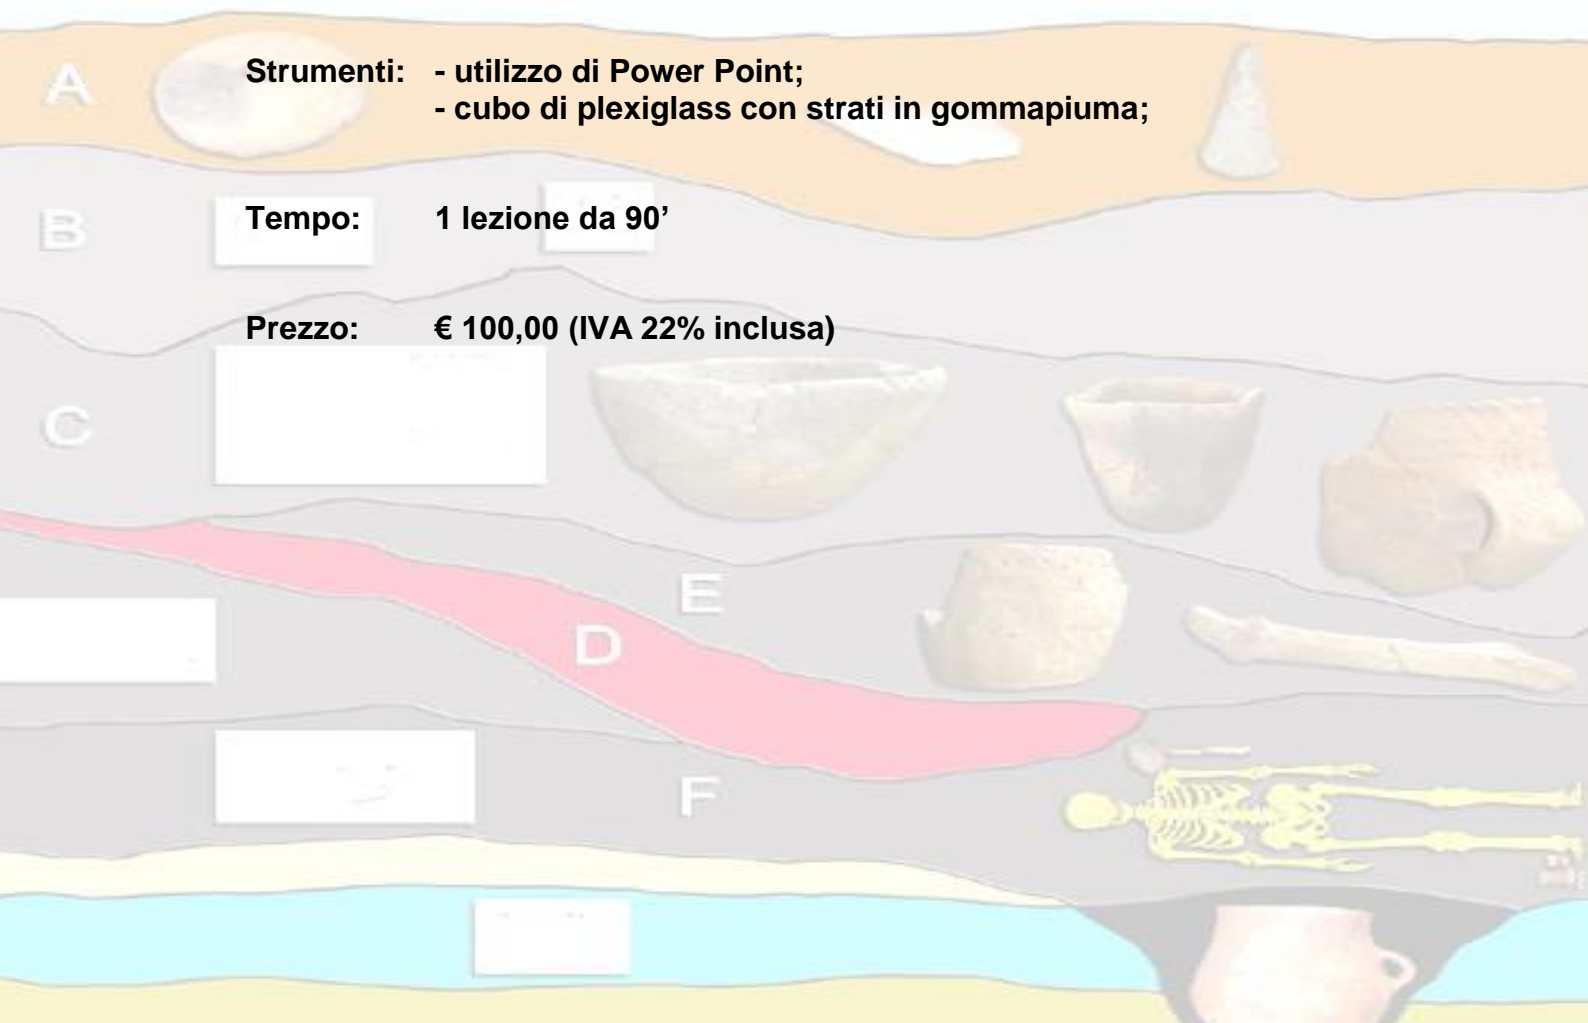 Strumenti: - utilizzo di Power Point;
- cubo di plexiglass con strati in gommapiuma;
A
Tempo: 1 lezione da 90’
B
Prezzo: € 100,00 (IVA 22% inclusa)
C
E
D
F